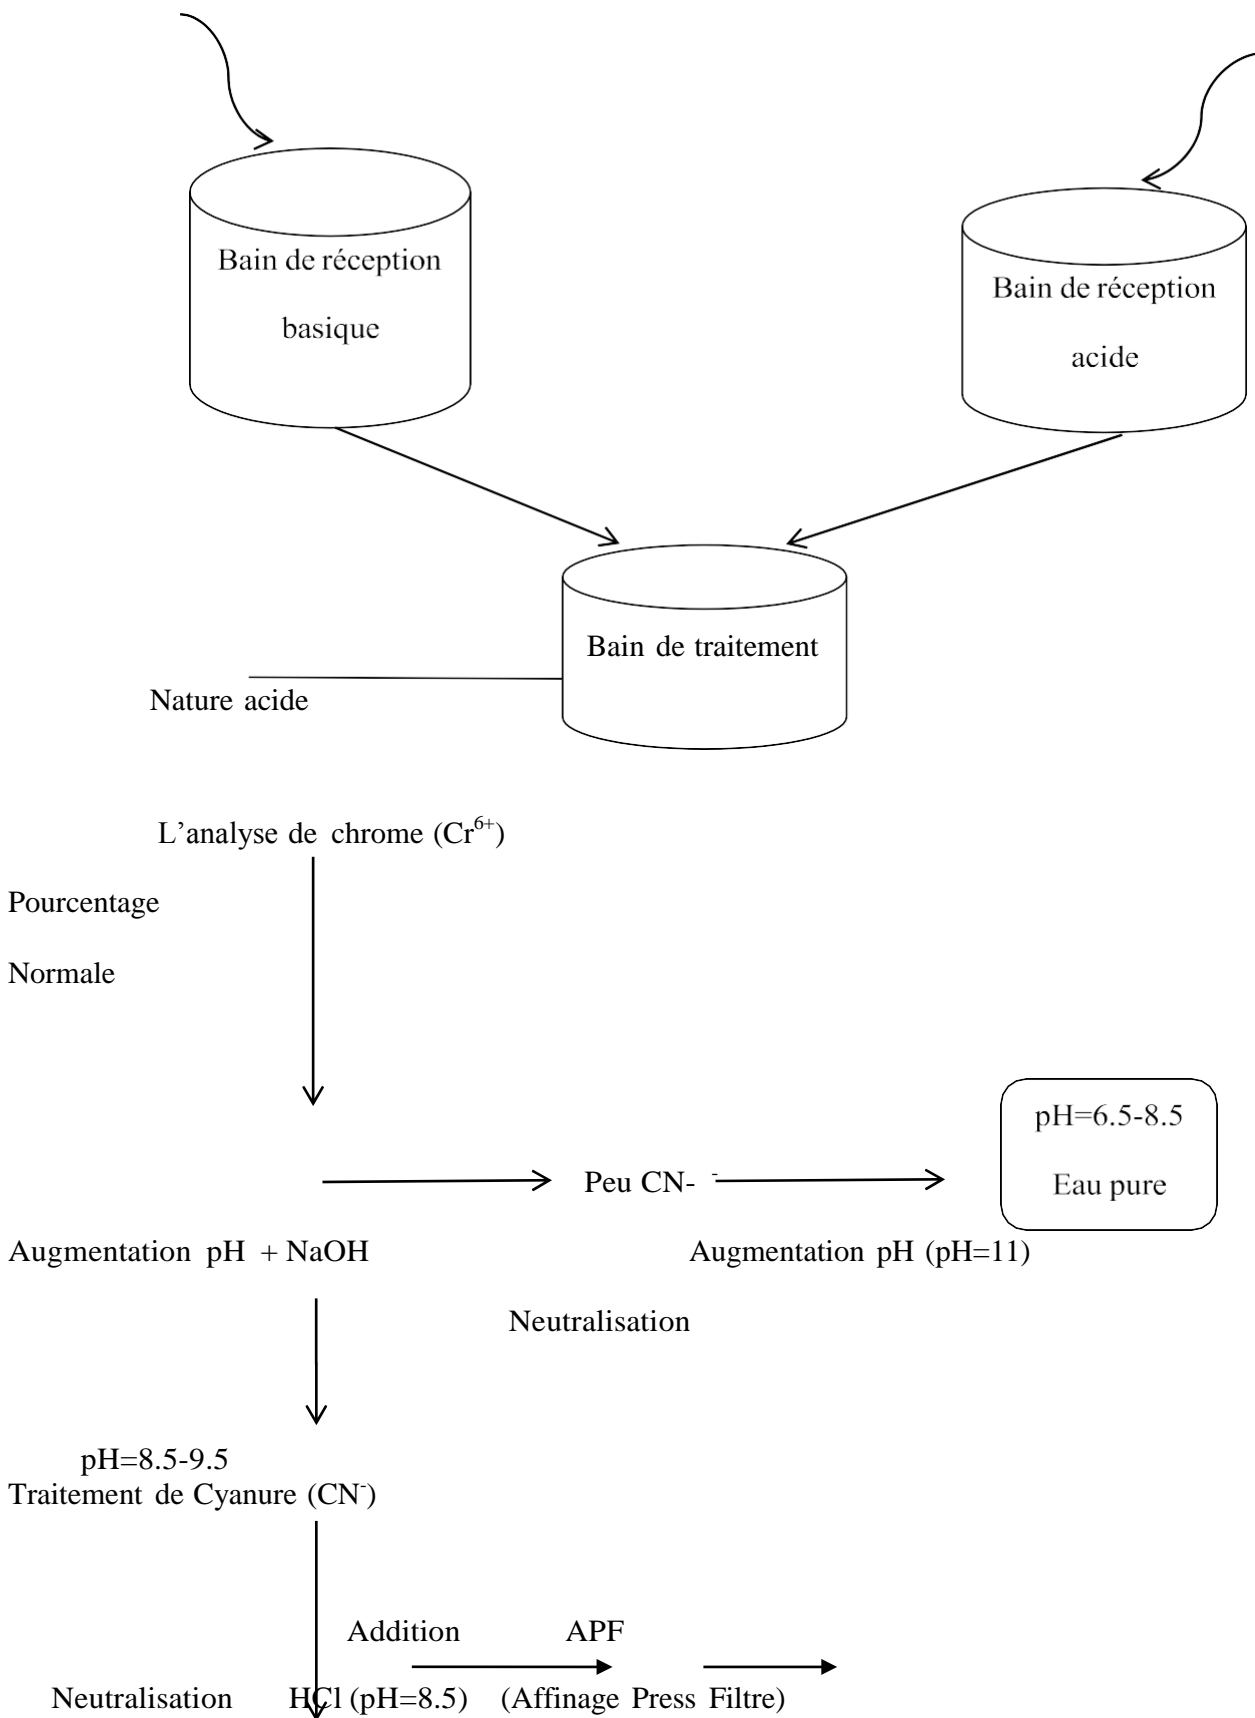 Bain de réception
basique
Bain de réception
acide
Bain de traitement
Nature acide
L’analyse de chrome (Cr⁶⁺)
Pourcentage
Normale
pH=6.5-8.5
Eau pure
Peu CN- ⁻
Augmentation pH + NaOH
Augmentation pH (pH=11)
Neutralisation
pH=8.5-9.5
Traitement de Cyanure (CN⁻)
Addition APF
Neutralisation HCl (pH=8.5) (Affinage Press Filtre)